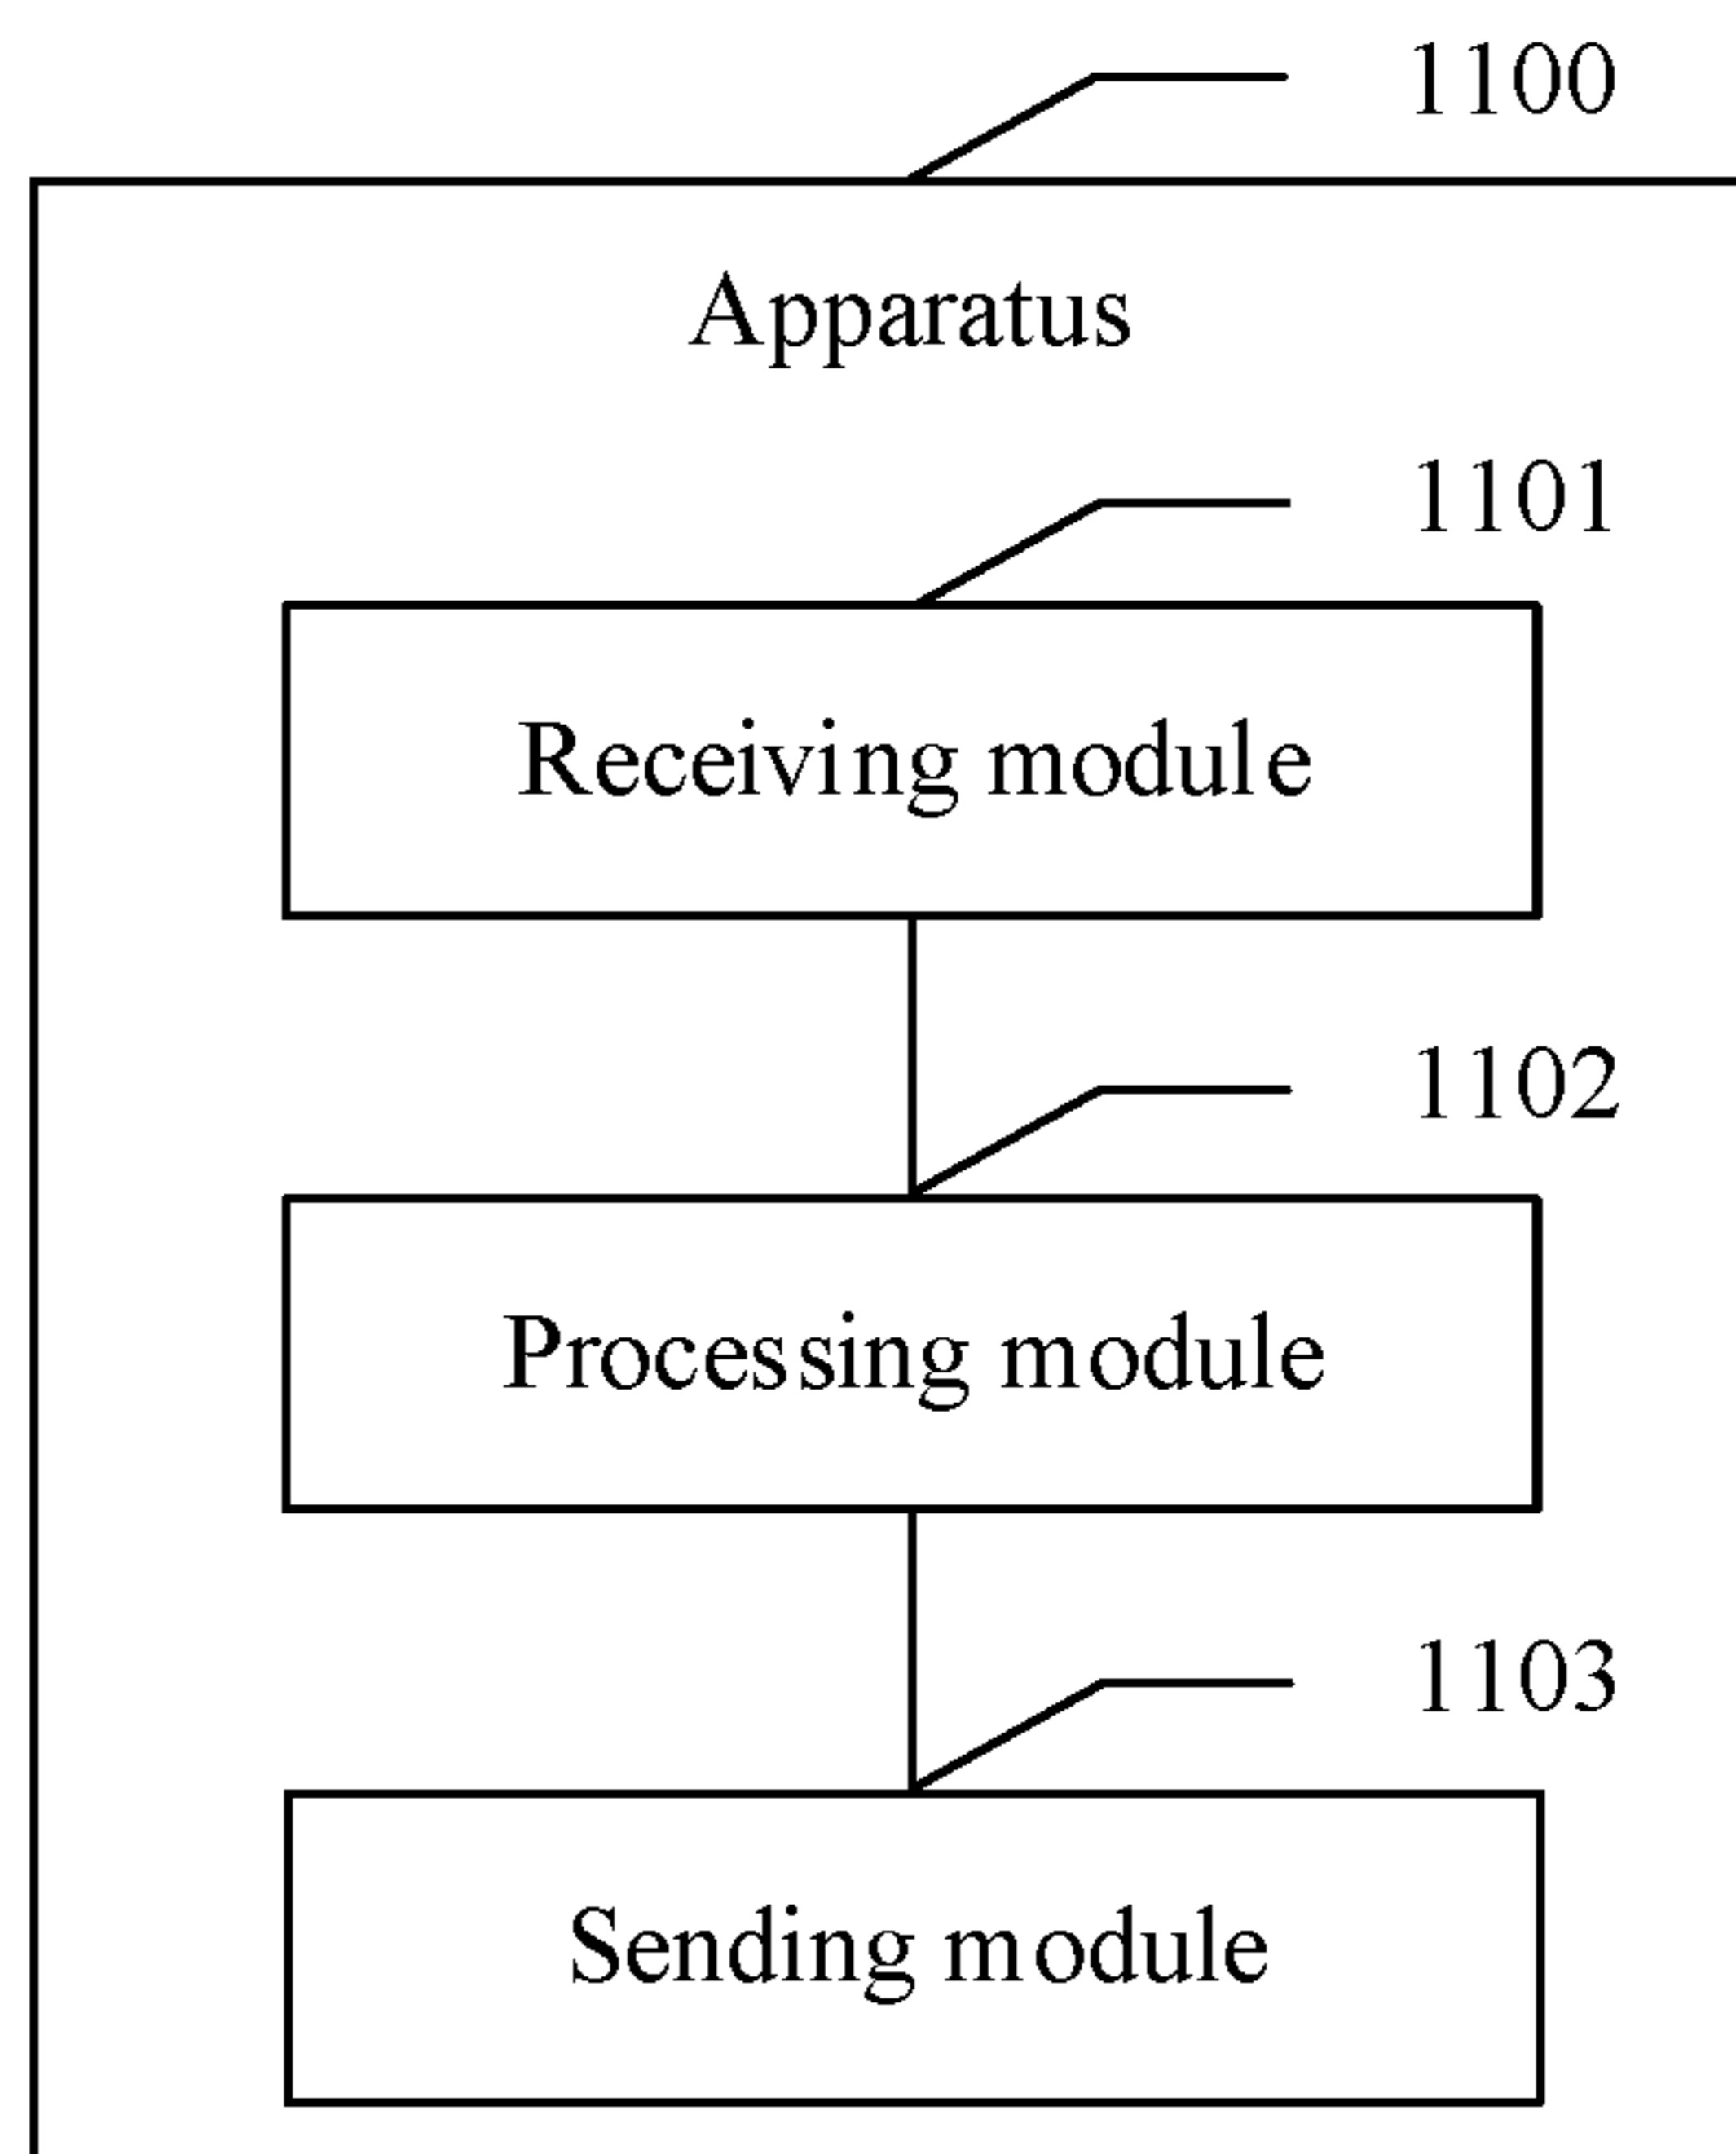 1100
Apparatus
1101
Receiving module
1102
Processing module
1103
Sending module